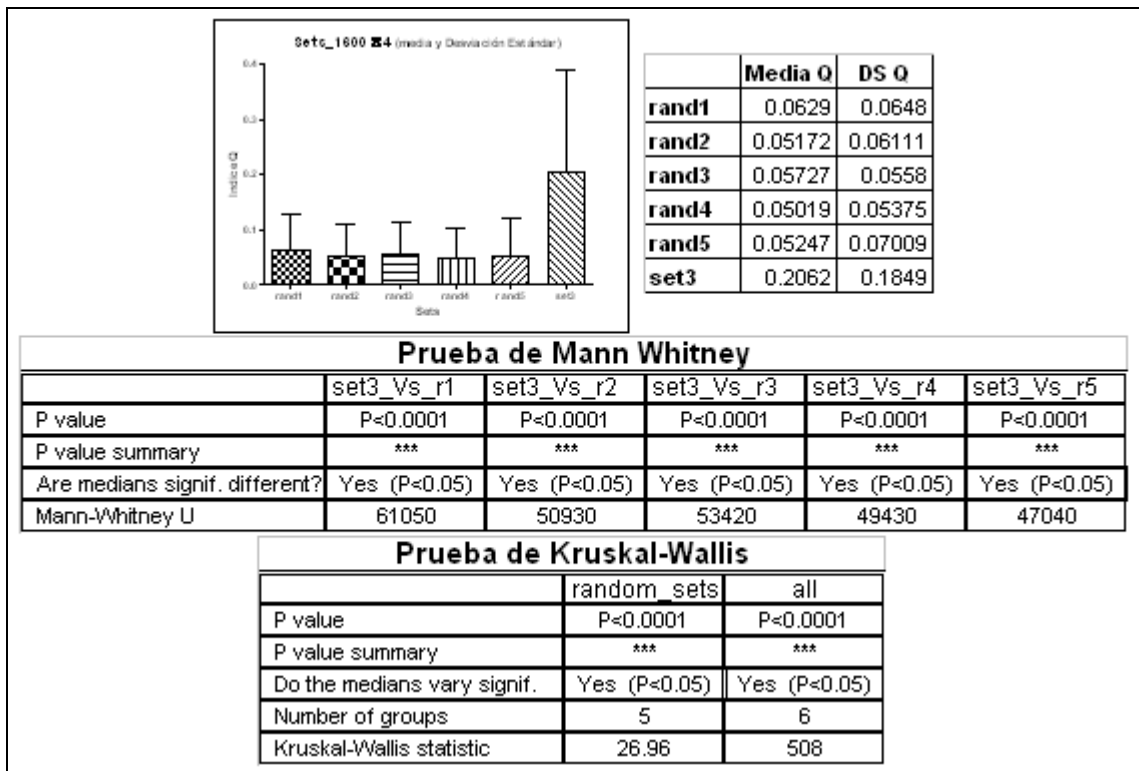 Sets_1600 (media y Desviación Estándar)
0.4
0.3
0.2
0.1
0.0
Indice Q
rand1 rand2 rand3 rand4 rand5 set3
Sets
Media Q DS Q
rand1 0.0629 0.0648
rand2 0.05172 0.06111
rand3 0.05727 0.0558
rand4 0.05019 0.05375
rand5 0.05247 0.07009
set3 0.2062 0.1849
Prueba de Mann Whitney
set3_Vs_r1 set3_Vs_r2 set3_Vs_r3 set3_Vs_r4 set3_Vs_r5
P value P<0.0001 P<0.0001 P<0.0001 P<0.0001 P<0.0001
P value summary *** *** *** *** ***
Are medians signif. different? Yes (P<0.05) Yes (P<0.05) Yes (P<0.05) Yes (P<0.05) Yes (P<0.05)
Mann-Whitney U 61050 50930 53420 49430 47040
Prueba de Kruskal-Wallis
random_sets all
P value P<0.0001 P<0.0001
P value summary *** ***
Do the medians vary signif. Yes (P<0.05) Yes (P<0.05)
Number of groups 5 6
Kruskal-Wallis statistic 26.96 508